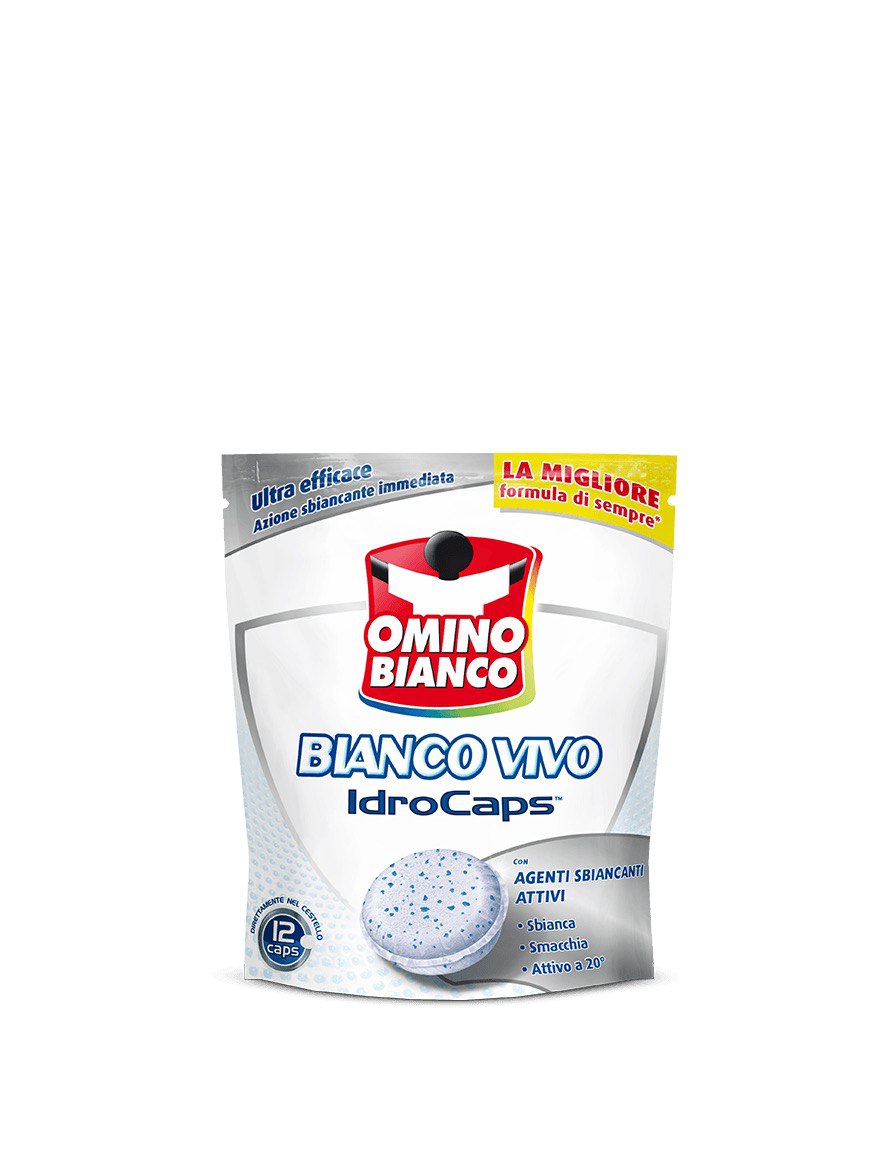 Ultra efficace
Azione sbiancante immediata
LA MIGLIORE
formula di sempre*
OMINO
BIANCO
BIANCO VIVO
IdroCaps™
CON
AGENTI SBIANCANTI
ATTIVI
• Sbianca
• Smacchia
• Attivo a 20°
DIRETTAMENTE NEL CESTELLO
12
caps